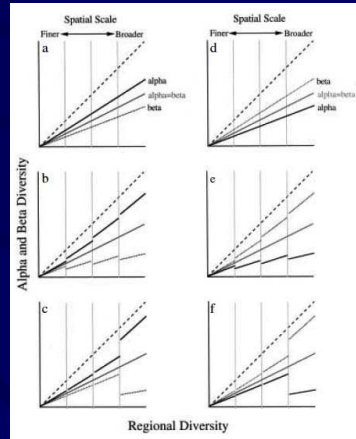 Spatial Scale
Finer Broader
a
alpha
alpha=beta
beta
Spatial Scale
Finer Broader
d
beta
alpha=beta
alpha
b
e
c
f
Alpha and Beta Diversity
Regional Diversity